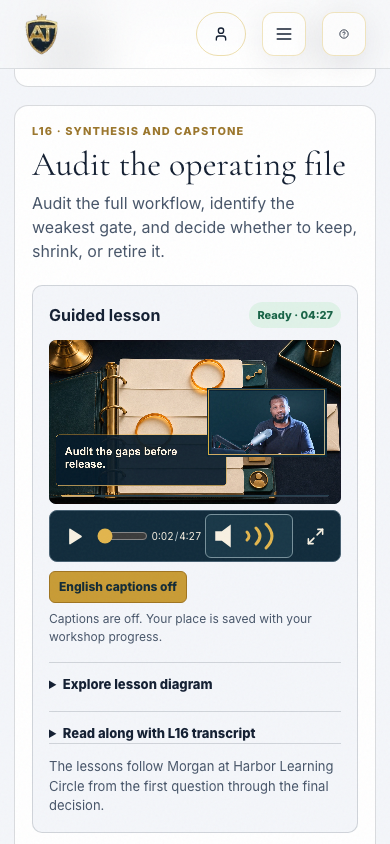 AT
L16 · SYNTHESIS AND CAPSTONE
Audit the operating file
Audit the full workflow, identify the
weakest gate, and decide whether to keep,
shrink, or retire it.
Guided lesson
Ready · 04:27
Audit the gaps before
release.
0:02/4:27
English captions off
Captions are off. Your place is saved with your
workshop progress.
Explore lesson diagram
Read along with L16 transcript
The lessons follow Morgan at Harbor Learning
Circle from the first question through the final
decision.